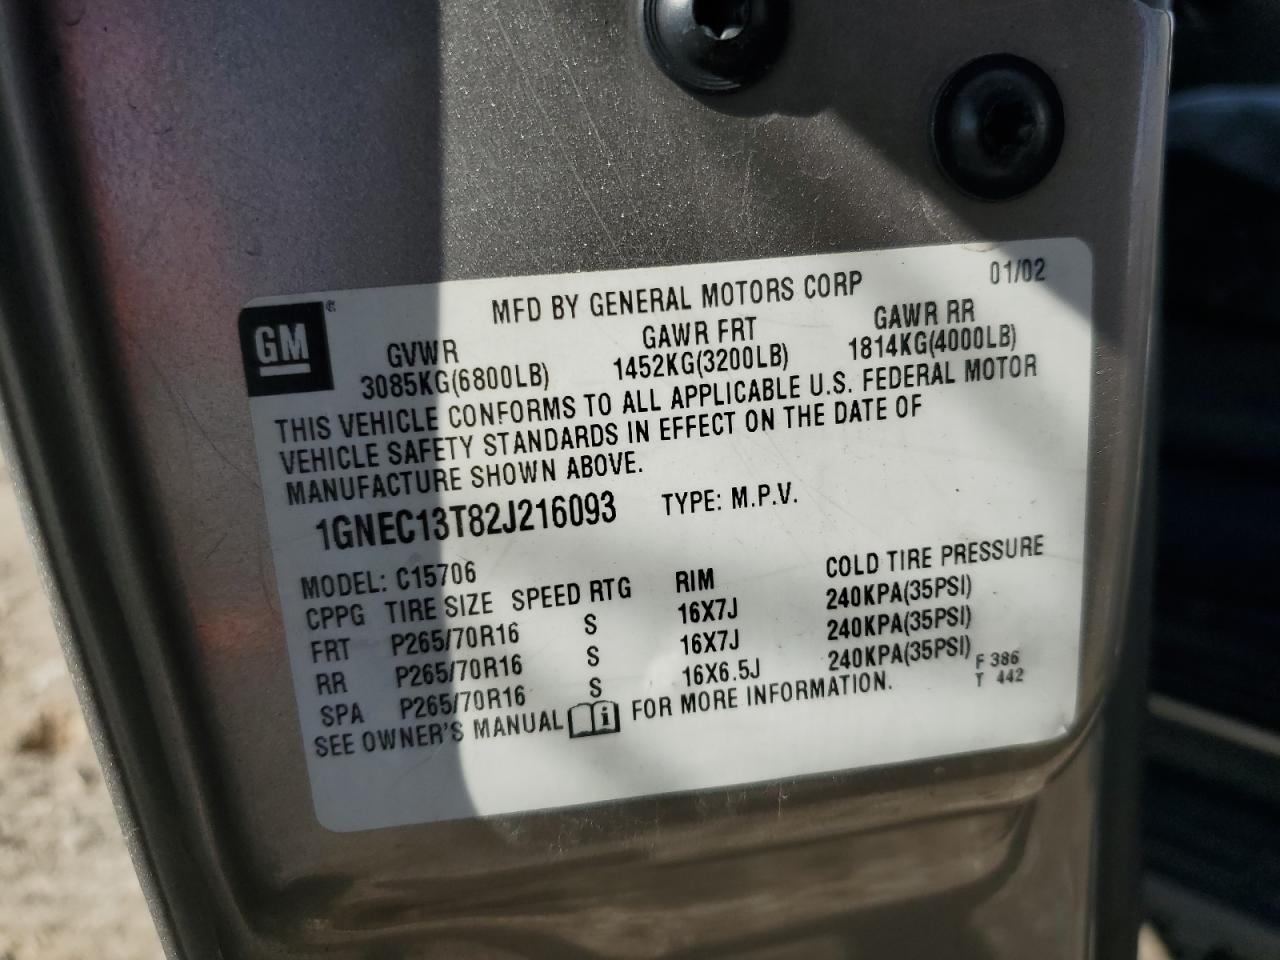 01/02
GM ®
MFD BY GENERAL MOTORS CORP
GVWR GAWR FRT GAWR RR
3085KG(6800LB) 1452KG(3200LB) 1814KG(4000LB)
THIS VEHICLE CONFORMS TO ALL APPLICABLE U.S. FEDERAL MOTOR
VEHICLE SAFETY STANDARDS IN EFFECT ON THE DATE OF
MANUFACTURE SHOWN ABOVE.
1GNEC13T82J216093 TYPE: M.P.V.
MODEL: C15706
CPPG TIRE SIZE SPEED RTG RIM COLD TIRE PRESSURE
FRT P265/70R16 S 16X7J 240KPA(35PSI)
RR P265/70R16 S 16X7J 240KPA(35PSI)
SPA P265/70R16 S 16X6.5J 240KPA(35PSI)
SEE OWNER'S MANUAL i FOR MORE INFORMATION.
F 386
T 442